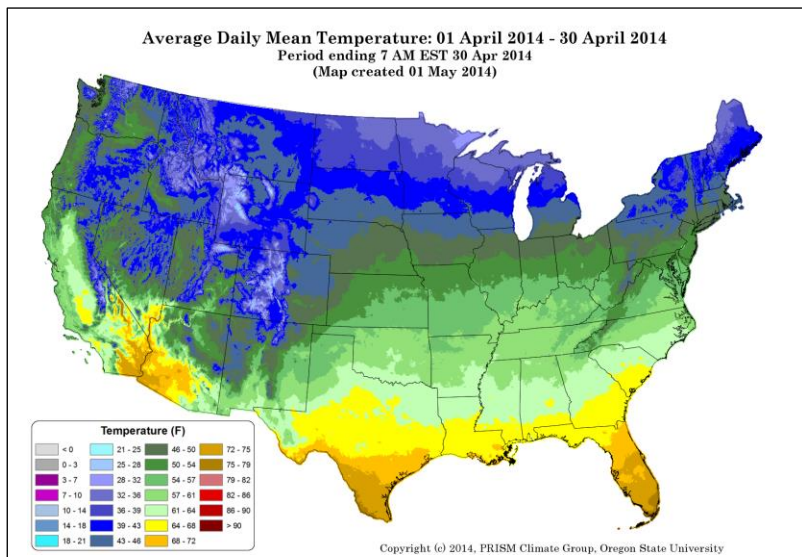 Average Daily Mean Temperature: 01 April 2014 - 30 April 2014
Period ending 7 AM EST 30 Apr 2014
(Map created 01 May 2014)
Temperature (F)
< 0
0 - 3
3 - 7
7 - 10
10 - 14
14 - 18
18 - 21
21 - 25
25 - 28
28 - 32
32 - 36
36 - 39
39 - 43
43 - 46
46 - 50
50 - 54
54 - 57
57 - 61
61 - 64
64 - 68
68 - 72
72 - 75
75 - 79
79 - 82
82 - 86
86 - 90
> 90
Copyright (c) 2014, PRISM Climate Group, Oregon State University